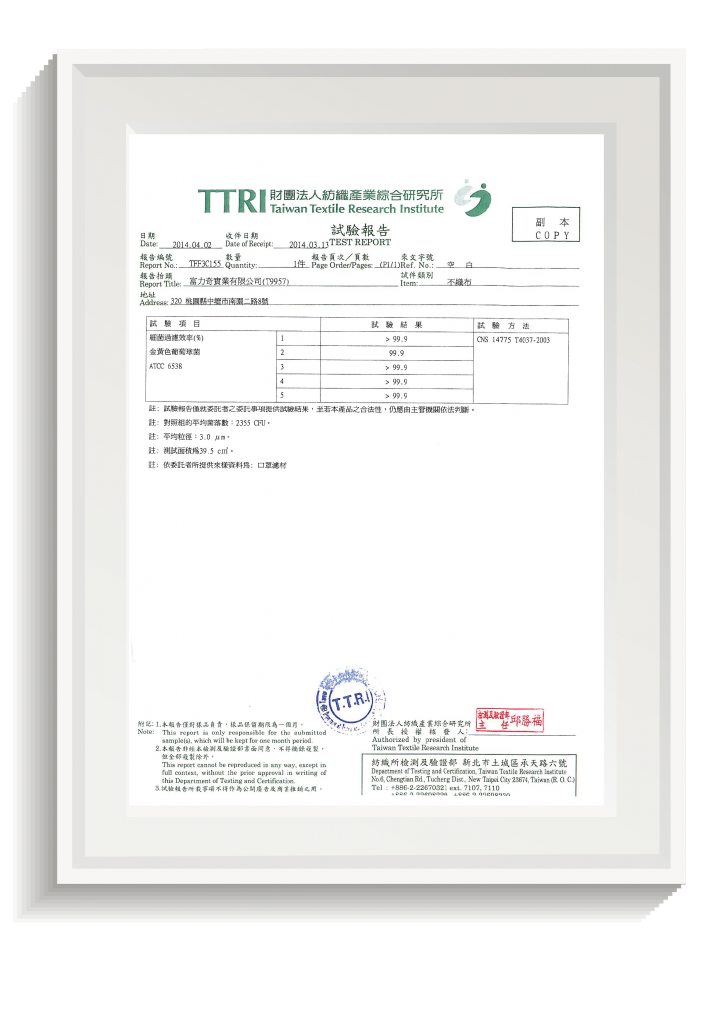 TTRI 財團法人紡織產業綜合研究所
Taiwan Textile Research Institute
副 本
COPY
試驗報告
TEST REPORT
日期
Date: 2014.04.02
收件日期
Date of Receipt: 2014.03.13
報告編號
Report No.: TFF3C155
數量
Quantity: 1件
報告頁次／頁數
Page Order/Pages: (P1/1)
來文字號
Ref. No.: 空 白
報告抬頭
Report Title: 富力奇實業有限公司(T9957)
試件類別
Item: 不織布
地址
Address: 320 桃園縣中壢市南園二路8號
試 驗 項 目 試 驗 結 果 試 驗 方 法
細菌過濾效率(%) 1 > 99.9 CNS 14775 T4037-2003
金黃色葡萄球菌 2 99.9
ATCC 6538 3 > 99.9
4 > 99.9
5 > 99.9
註: 試驗報告僅就委託者之委託事項提供試驗結果，至若本產品之合法性，仍應由主管機關依法判斷。
註: 對照組的平均菌落數：2355 CFU。
註: 平均粒徑：3.0 μm。
註: 測試面積為39.5 c㎡。
註: 依委託者所提供來樣資料為: 口罩濾材
T.T.R.I
附記: 1.本報告僅對樣品負責，樣品保留期限為一個月。
Note: This report is only responsible for the submitted
sample(s), which will be kept for one month period.
2.本報告非經本檢測及驗證部書面同意，不得摘錄複製，
但全部複製除外。
This report cannot be reproduced in any way, except in
full context, without the prior approval in writing of
this Department of Testing and Certification.
3.試驗報告所載事項不得作為公開廣告及商業推銷之用。
財團法人紡織產業綜合研究所
所 長 授 權 簽 發 人:
Authorized by president of
Taiwan Textile Research Institute
檢測及驗證部
主 任 邱勝福
紡織所檢測及驗證部 新北市土城區承天路六號
Department of Testing and Certification, Taiwan Textile Research Institute
No.6, Chengtian Rd., Tucheng Dist., New Taipei City 23674, Taiwan (R. O. C.)
Tel : +886-2-22670321 ext. 7107, 7110